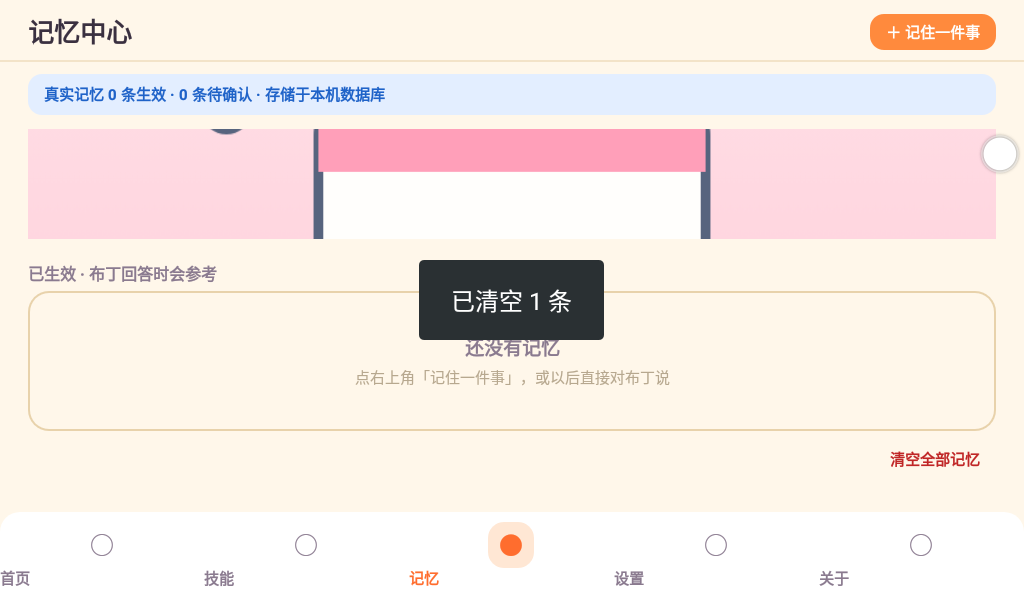 记忆中心
＋ 记住一件事
真实记忆 0 条生效 · 0 条待确认 · 存储于本机数据库
已生效 · 布丁回答时会参考
已清空 1 条
还没有记忆
点右上角「记住一件事」，或以后直接对布丁说
清空全部记忆
首页
技能
记忆
设置
关于